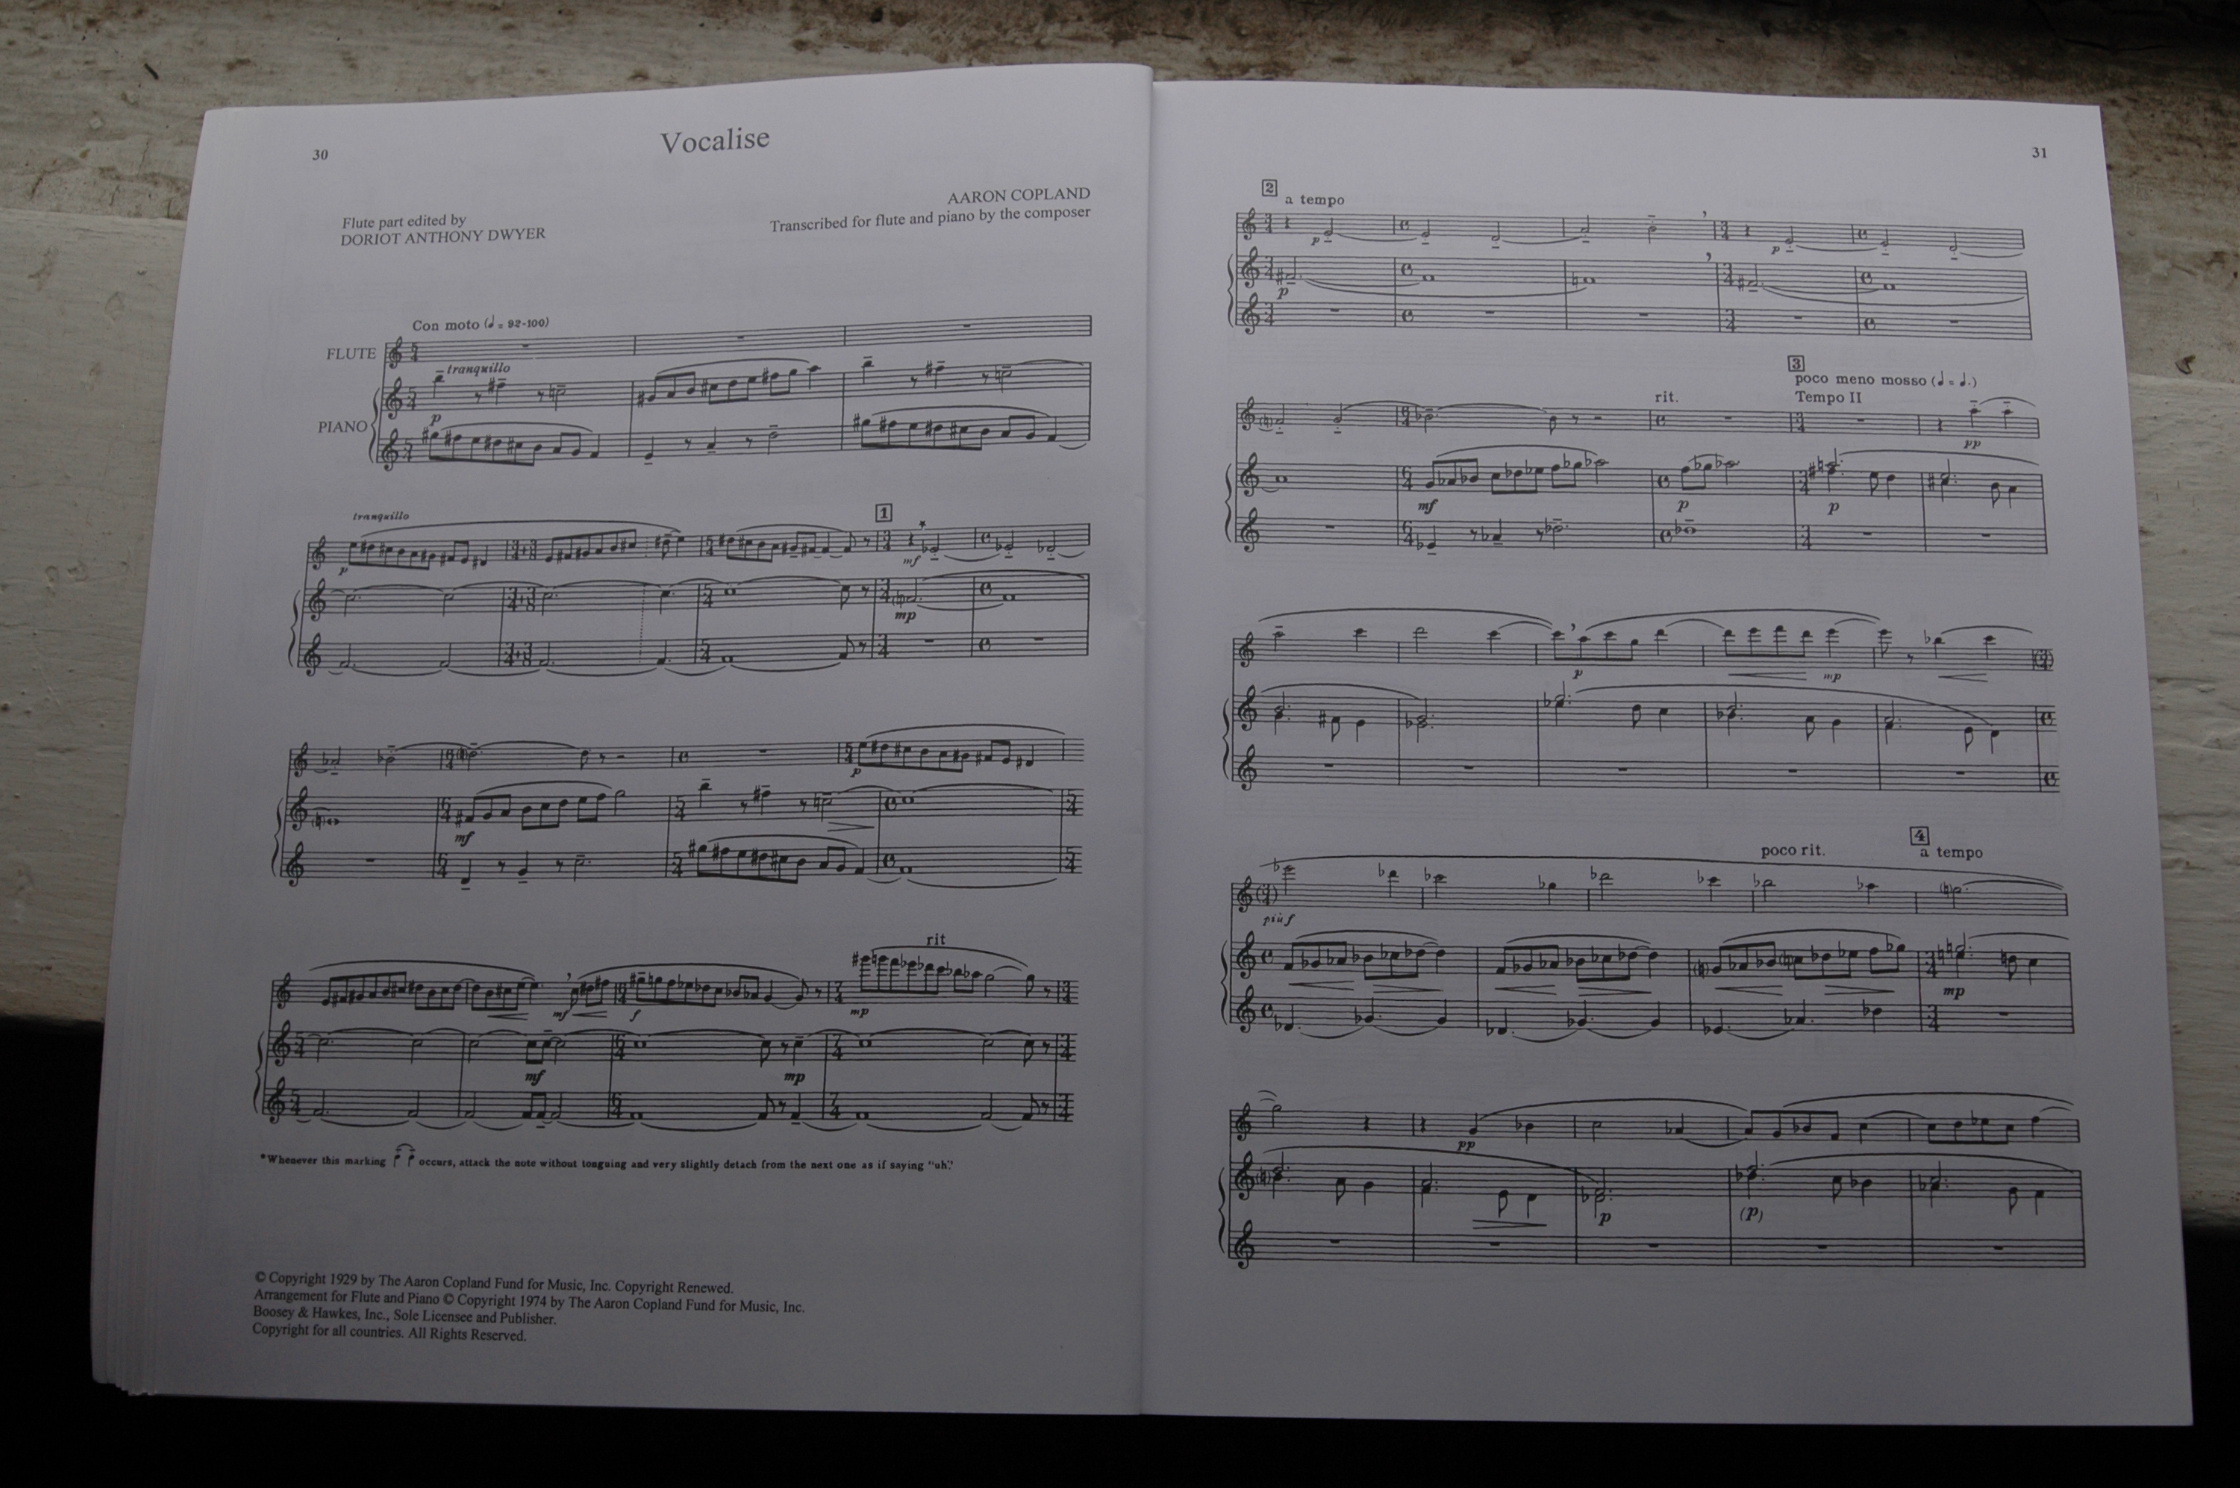 30
Vocalise
AARON COPLAND
Flute part edited by
DORIOT ANTHONY DWYER
Transcribed for flute and piano by the composer
Con moto (♩ = 92-100)
FLUTE
tranquillo
p
PIANO
tranquillo
1
p
mf
mp
p
mf
rit
mf
f
mp
mf
mp
*Whenever this marking occurs, attack the note without tonguing and very slightly detach from the next one as if saying "uh".
© Copyright 1929 by The Aaron Copland Fund for Music, Inc. Copyright Renewed.
Arrangement for Flute and Piano © Copyright 1974 by The Aaron Copland Fund for Music, Inc.
Boosey & Hawkes, Inc., Sole Licensee and Publisher.
Copyright for all countries. All Rights Reserved.
31
2
a tempo
p
p
p
3
poco meno mosso (♩ = ♩.)
rit.
Tempo II
pp
mf
p
p
p
mp
4
poco rit.
a tempo
più f
mp
pp
p
(p)